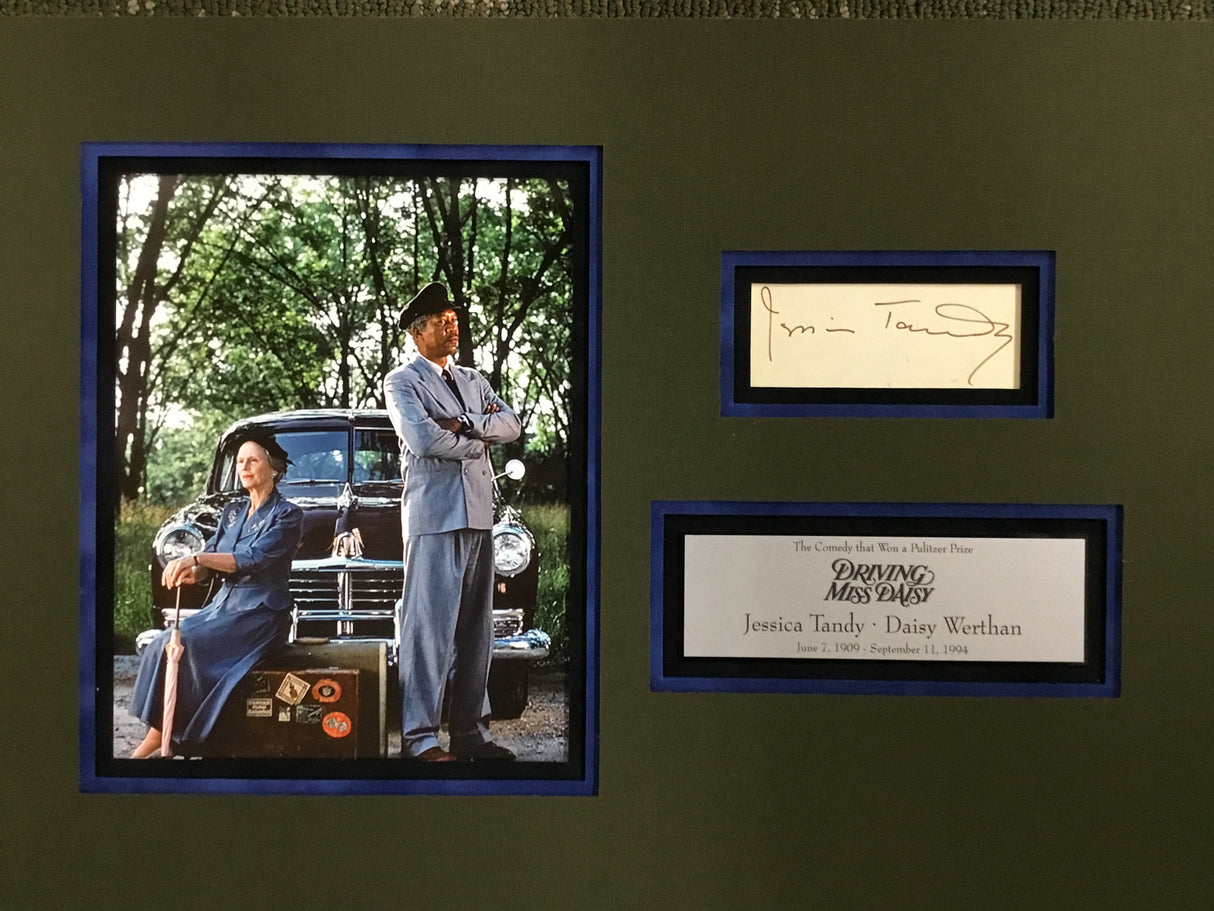 Jessica Tandy
The Comedy that Won a Pulitzer Prize
DRIVING
MISS DAISY
Jessica Tandy · Daisy Werthan
June 7, 1909 - September 11, 1994